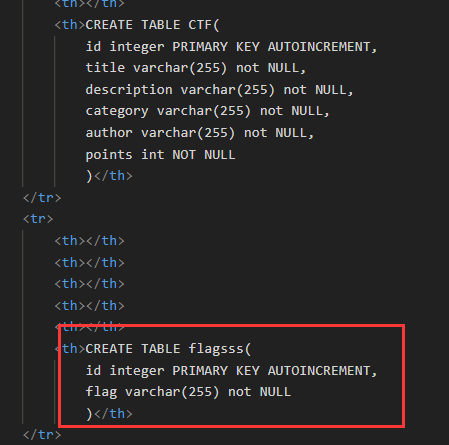 <th></th>
<th>CREATE TABLE CTF(
id integer PRIMARY KEY AUTOINCREMENT,
title varchar(255) not NULL,
description varchar(255) not NULL,
category varchar(255) not NULL,
author varchar(255) not NULL,
points int NOT NULL
)</th>
</tr>
<tr>
<th></th>
<th></th>
<th></th>
<th></th>
<th></th>
<th>CREATE TABLE flagsss(
id integer PRIMARY KEY AUTOINCREMENT,
flag varchar(255) not NULL
)</th>
</tr>